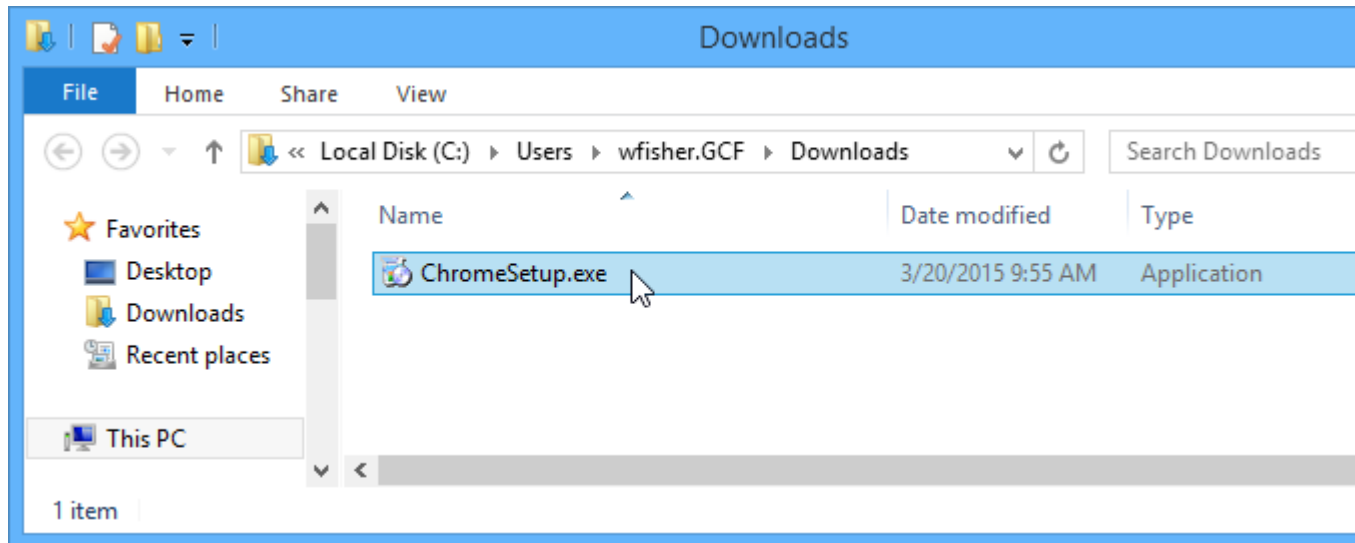 Downloads
File Home Share View
« Local Disk (C:) Users wfisher.GCF Downloads Search Downloads
Favorites
Desktop
Downloads
Recent places
This PC
Name Date modified Type
ChromeSetup.exe 3/20/2015 9:55 AM Application
1 item